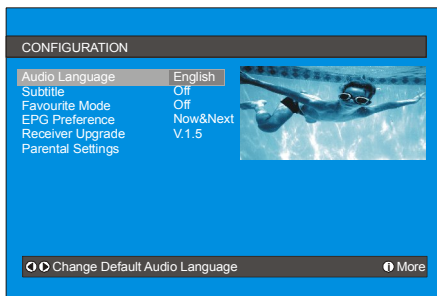 CONFIGURATION
Audio Language English
Subtitle Off
Favourite Mode Off
EPG Preference Now&Next
Receiver Upgrade V.1.5
Parental Settings
Change Default Audio Language
i More